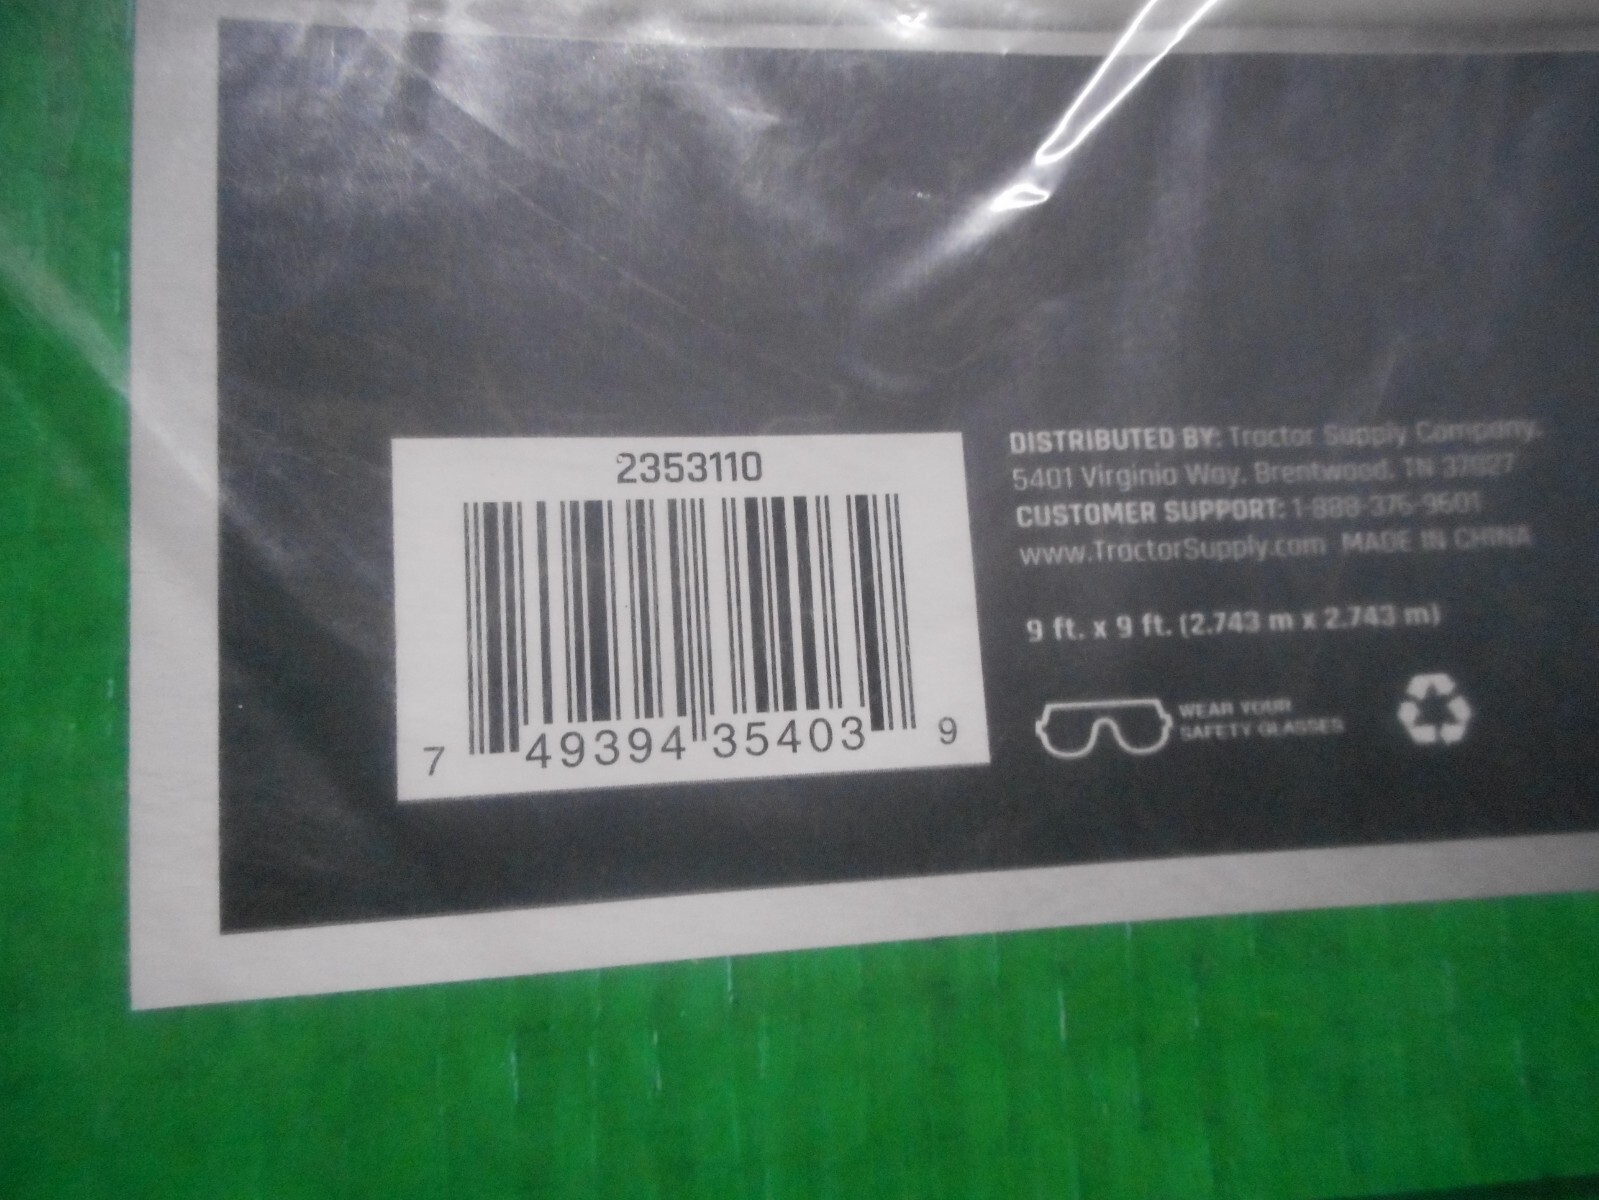 2353110
7 49394 35403 9
DISTRIBUTED BY: Tractor Supply Company.
5401 Virginia Way, Brentwood, TN 37027
CUSTOMER SUPPORT: 1-888-376-9601
www.TractorSupply.com MADE IN CHINA
9 ft. x 9 ft. (2.743 m x 2.743 m)
WEAR YOUR
SAFETY GLASSES